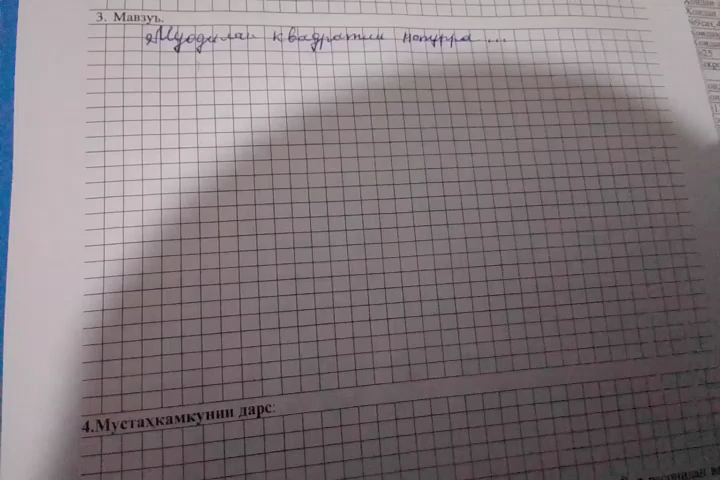 3. Мавзуъ.
Муодилаи квадратии нопурра ...
4.Мустаҳкамкунии дарс: